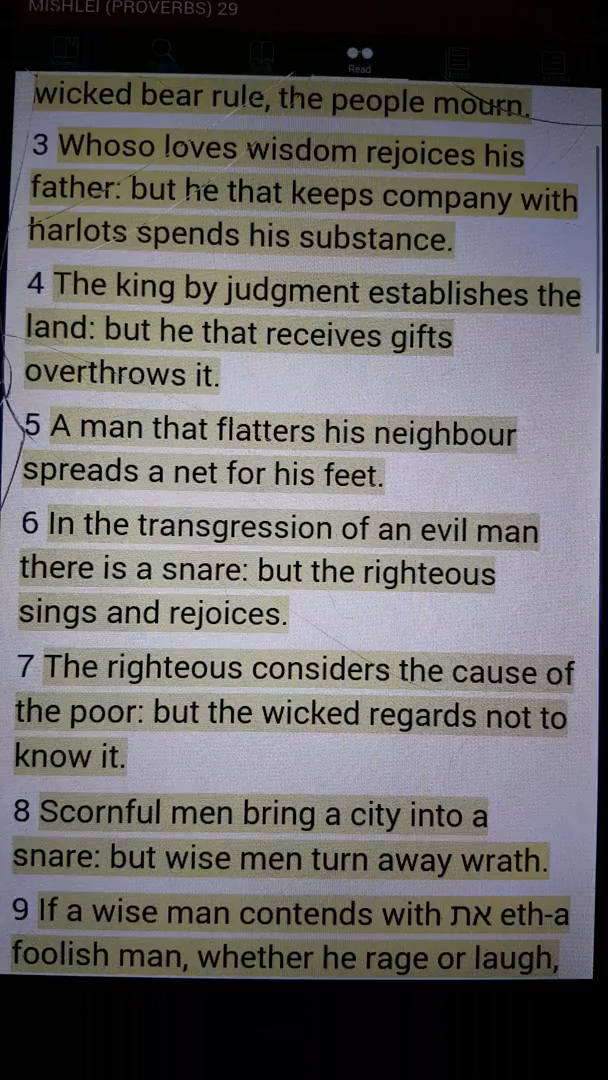 MISHLEI (PROVERBS) 29
Read
wicked bear rule, the people mourn.
3 Whoso loves wisdom rejoices his
father: but he that keeps company with
harlots spends his substance.
4 The king by judgment establishes the
land: but he that receives gifts
overthrows it.
5 A man that flatters his neighbour
spreads a net for his feet.
6 In the transgression of an evil man
there is a snare: but the righteous
sings and rejoices.
7 The righteous considers the cause of
the poor: but the wicked regards not to
know it.
8 Scornful men bring a city into a
snare: but wise men turn away wrath.
9 If a wise man contends with את eth-a
foolish man, whether he rage or laugh,